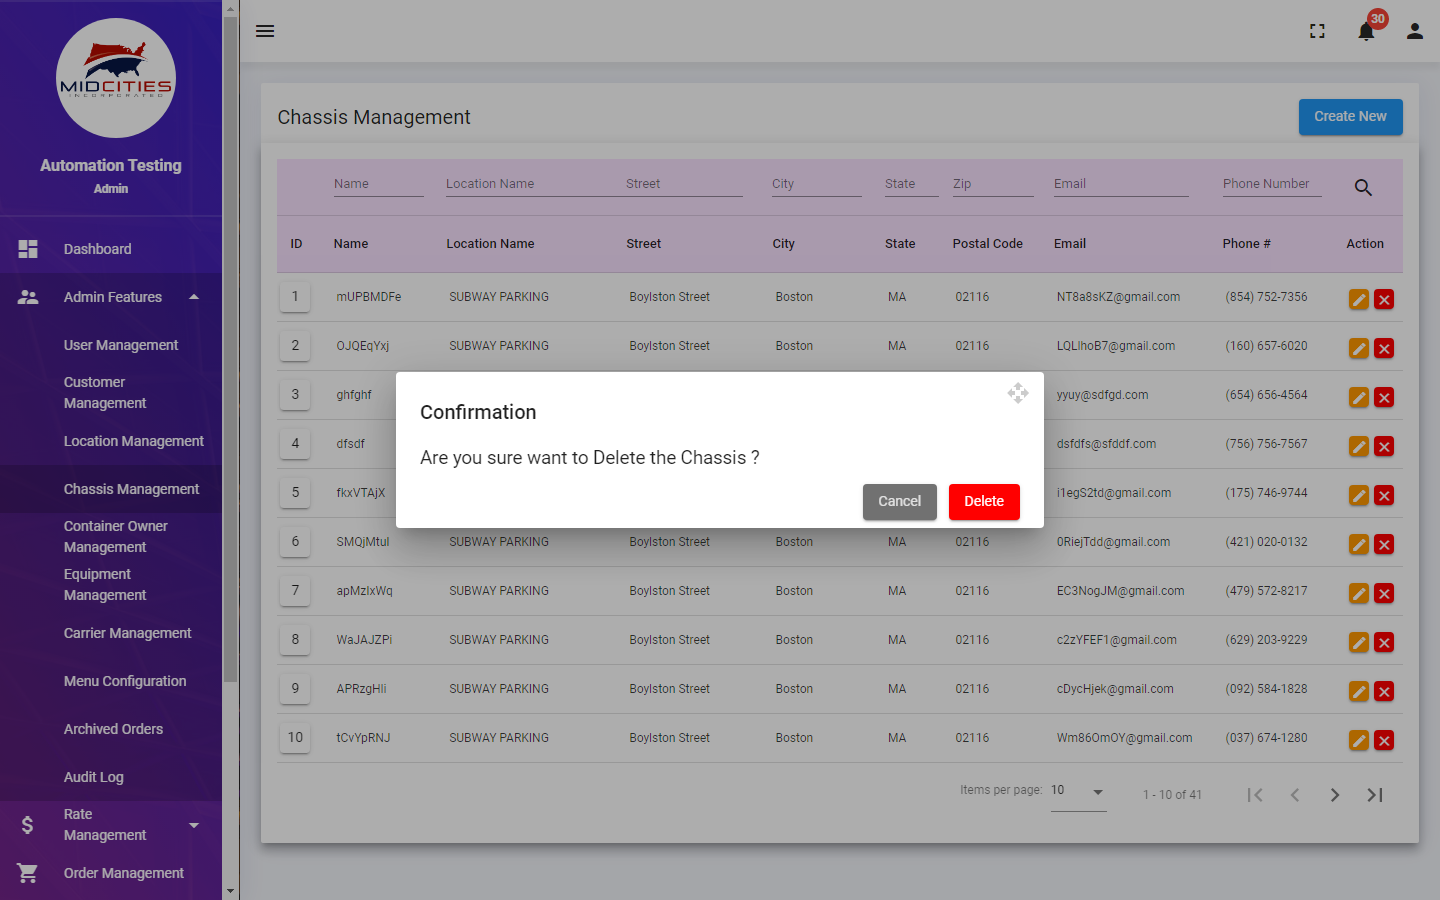 MIDCITIES
INCORPORATED
Automation Testing
Admin
Dashboard
Admin Features
User Management
Customer
Management
Location Management
Chassis Management
Container Owner
Management
Equipment
Management
Carrier Management
Menu Configuration
Archived Orders
Audit Log
Rate
Management
Order Management
30
Chassis Management
Create New
Name Location Name Street City State Zip Email Phone Number
ID Name Location Name Street City State Postal Code Email Phone # Action
1 mUPBMDFe SUBWAY PARKING Boylston Street Boston MA 02116 NT8a8sKZ@gmail.com (854) 752-7356
2 OJQEqYxj SUBWAY PARKING Boylston Street Boston MA 02116 LQLIhoB7@gmail.com (160) 657-6020
3 ghfghf yyuy@sdfgd.com (654) 656-4564
4 dfsdf dsfdfs@sfddf.com (756) 756-7567
5 fkxVTAjX i1egS2td@gmail.com (175) 746-9744
6 SMQjMtul SUBWAY PARKING Boylston Street Boston MA 02116 0RiejTdd@gmail.com (421) 020-0132
7 apMzlxWq SUBWAY PARKING Boylston Street Boston MA 02116 EC3NogJM@gmail.com (479) 572-8217
8 WaJAJZPi SUBWAY PARKING Boylston Street Boston MA 02116 c2zYFEF1@gmail.com (629) 203-9229
9 APRzgHli SUBWAY PARKING Boylston Street Boston MA 02116 cDycHjek@gmail.com (092) 584-1828
10 tCvYpRNJ SUBWAY PARKING Boylston Street Boston MA 02116 Wm86OmOY@gmail.com (037) 674-1280
Confirmation
Are you sure want to Delete the Chassis ?
Cancel Delete
Items per page: 10 1 - 10 of 41